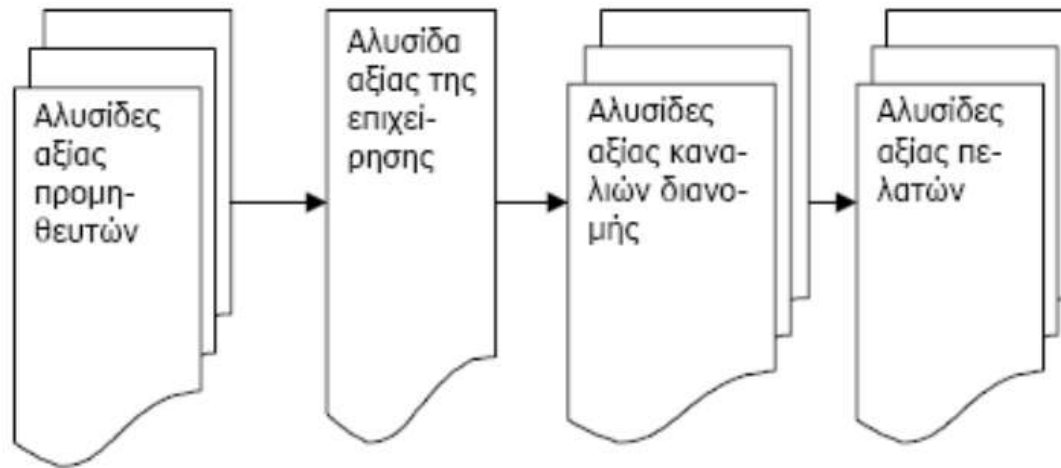 Αλυσίδες
αξίας
προμη-
θευτών
Αλυσίδα
αξίας της
επιχεί-
ρησης
Αλυσίδες
αξίας κανα-
λιών διανο-
μής
Αλυσίδες
αξίας πε-
λατών